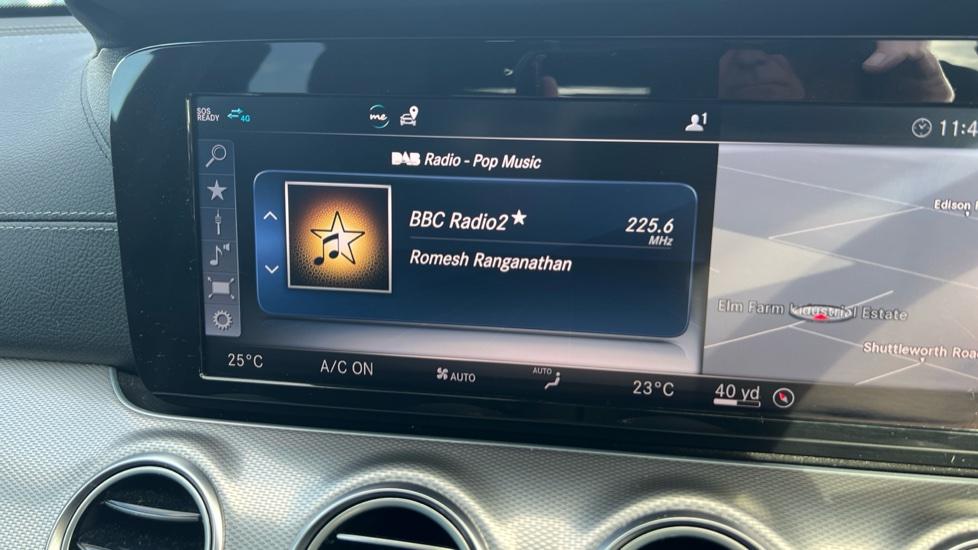 SOS
READY
4G
me
1
11:4
DAB Radio - Pop Music
BBC Radio2★
225.6
MHz
Romesh Ranganathan
Edison
Elm Farm Industrial Estate
Shuttleworth Roa
25°C
A/C ON
AUTO
AUTO
23°C
40 yd